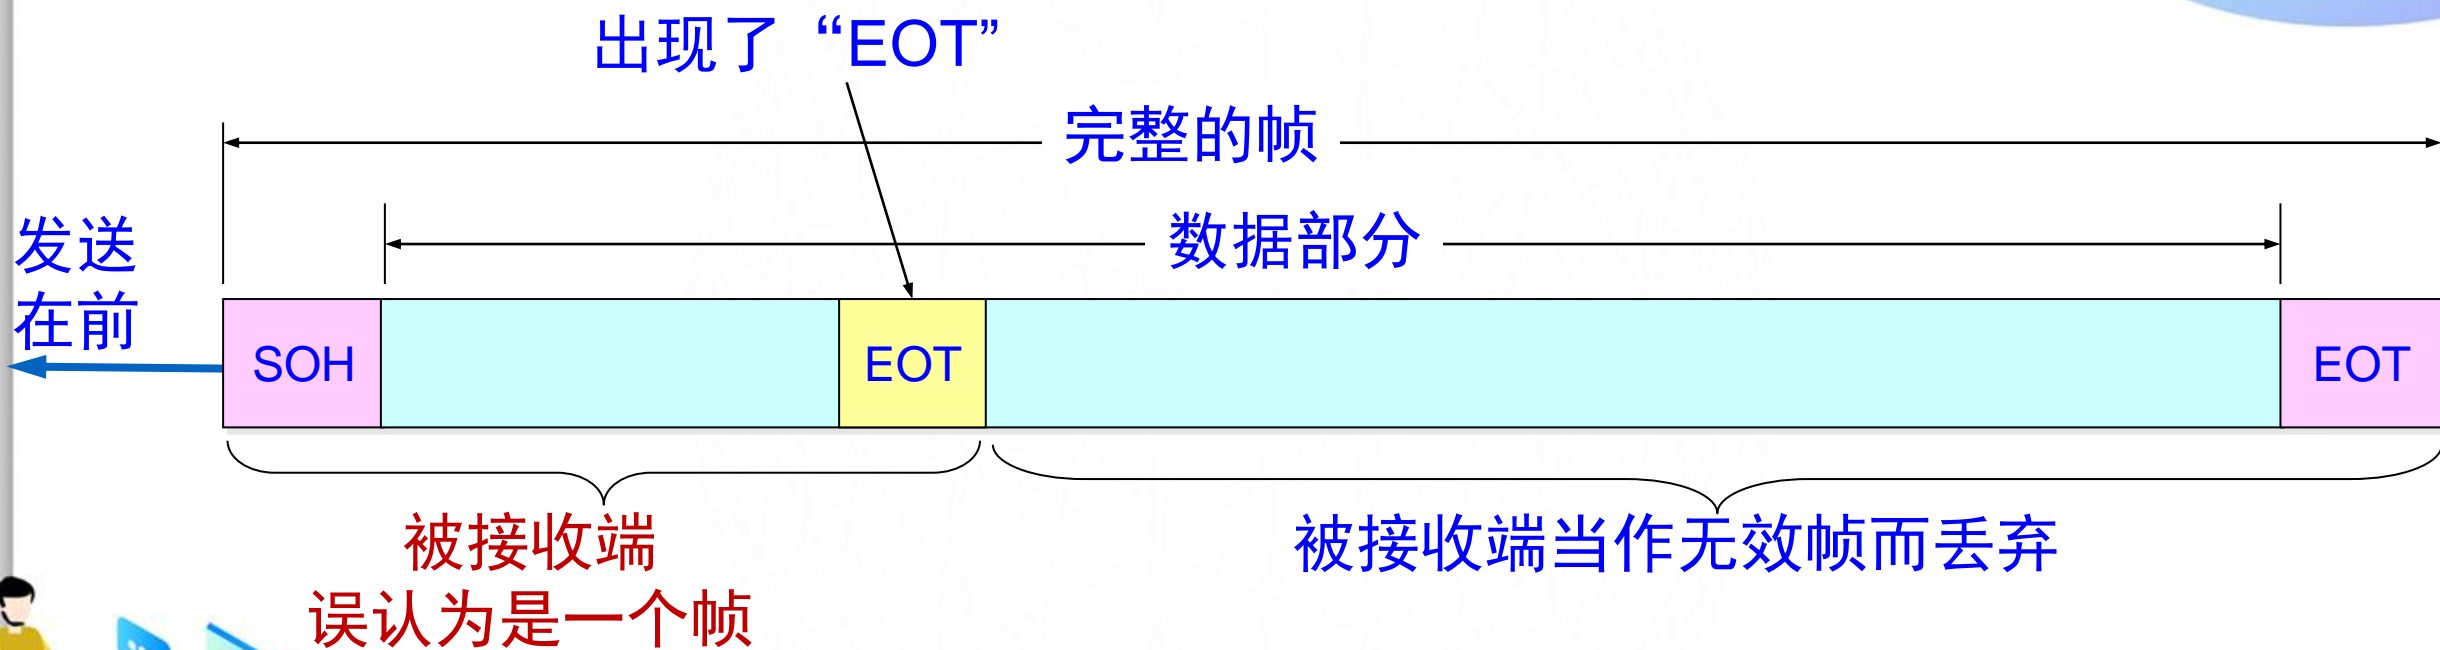 出现了“EOT”
完整的帧
数据部分
发送
在前
SOH
EOT
EOT
被接收端
误认为是一个帧
被接收端当作无效帧而丢弃